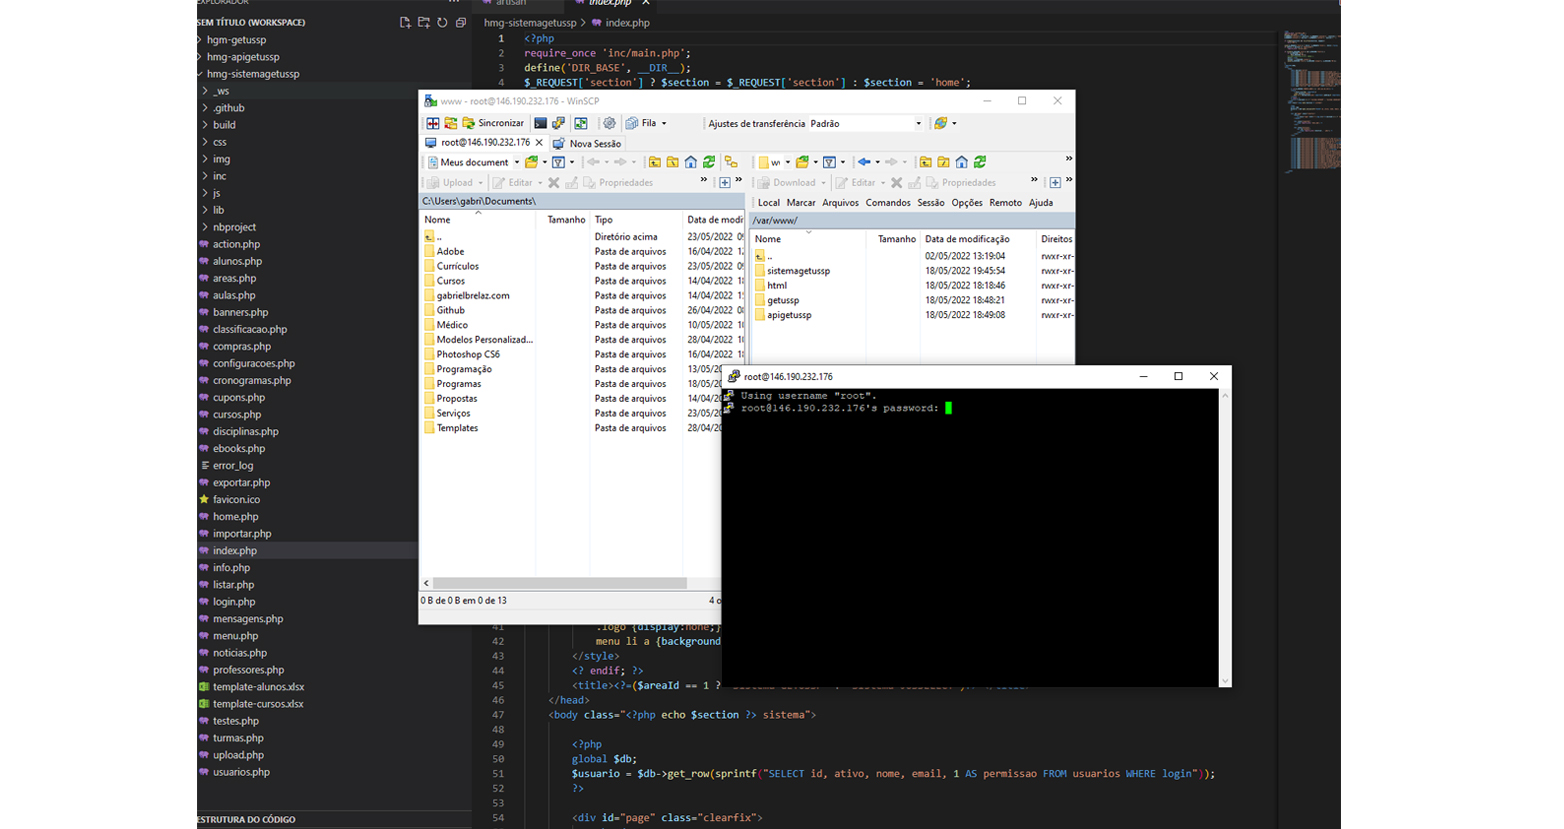 EXPLORADOR
SEM TÍTULO (WORKSPACE)
hgm-getussp
hmg-apigetussp
hmg-sistemagetussp
_ws
.github
build
css
img
inc
js
lib
nbproject
action.php
alunos.php
areas.php
aulas.php
banners.php
classificacao.php
compras.php
configuracoes.php
cronogramas.php
cupons.php
cursos.php
disciplinas.php
ebooks.php
error_log
exportar.php
favicon.ico
home.php
importar.php
index.php
info.php
listar.php
login.php
mensagens.php
menu.php
noticias.php
professores.php
template-alunos.xlsx
template-cursos.xlsx
testes.php
turmas.php
upload.php
usuarios.php
ESTRUTURA DO CÓDIGO
artisan
index.php
hmg-sistemagetussp > index.php
1 <?php
2 require_once 'inc/main.php';
3 define('DIR_BASE', __DIR__);
4 $_REQUEST['section'] ? $section = $_REQUEST['section'] : $section = 'home';
www - root@146.190.232.176 - WinSCP
Sincronizar Fila Ajustes de transferência Padrão
root@146.190.232.176 Nova Sessão
Meus document
Upload Editar Propriedades
C:\Users\gabri\Documents\
Nome Tamanho Tipo Data de modif
.. Diretório acima 23/05/2022
Adobe Pasta de arquivos 16/04/2022
Currículos Pasta de arquivos 23/05/2022
Cursos Pasta de arquivos 14/04/2022
gabrielbrelaz.com Pasta de arquivos 14/04/2022
Github Pasta de arquivos 26/04/2022
Médico Pasta de arquivos 10/05/2022
Modelos Personalizad... Pasta de arquivos 28/04/2022
Photoshop CS6 Pasta de arquivos 16/04/2022
Programação Pasta de arquivos 13/05/20
Programas Pasta de arquivos 18/05/20
Propostas Pasta de arquivos 14/04/20
Serviços Pasta de arquivos 23/05/20
Templates Pasta de arquivos 28/04/20
0 B de 0 B em 0 de 13
Download Editar Propriedades
Local Marcar Arquivos Comandos Sessão Opções Remoto Ajuda
/var/www/
Nome Tamanho Data de modificação Direitos
.. 02/05/2022 13:19:04 rwxr-xr-
sistemagetussp 18/05/2022 19:45:54 rwxr-xr-
html 18/05/2022 18:18:46 rwxr-xr-
getussp 18/05/2022 18:48:21 rwxr-xr-
apigetussp 18/05/2022 18:49:08 rwxr-xr-
root@146.190.232.176
Using username "root".
root@146.190.232.176's password:
41 .logo {display:none;}
42 menu li a {background
43 </style>
44 <? endif; ?>
45 <title><?=($areaId == 1 ?
46 </head>
47 <body class="<?php echo $section ?> sistema">
48
49 <?php
50 global $db;
51 $usuario = $db->get_row(sprintf("SELECT id, ativo, nome, email, 1 AS permissao FROM usuarios WHERE login"));
52 ?>
53
54 <div id="page" class="clearfix">